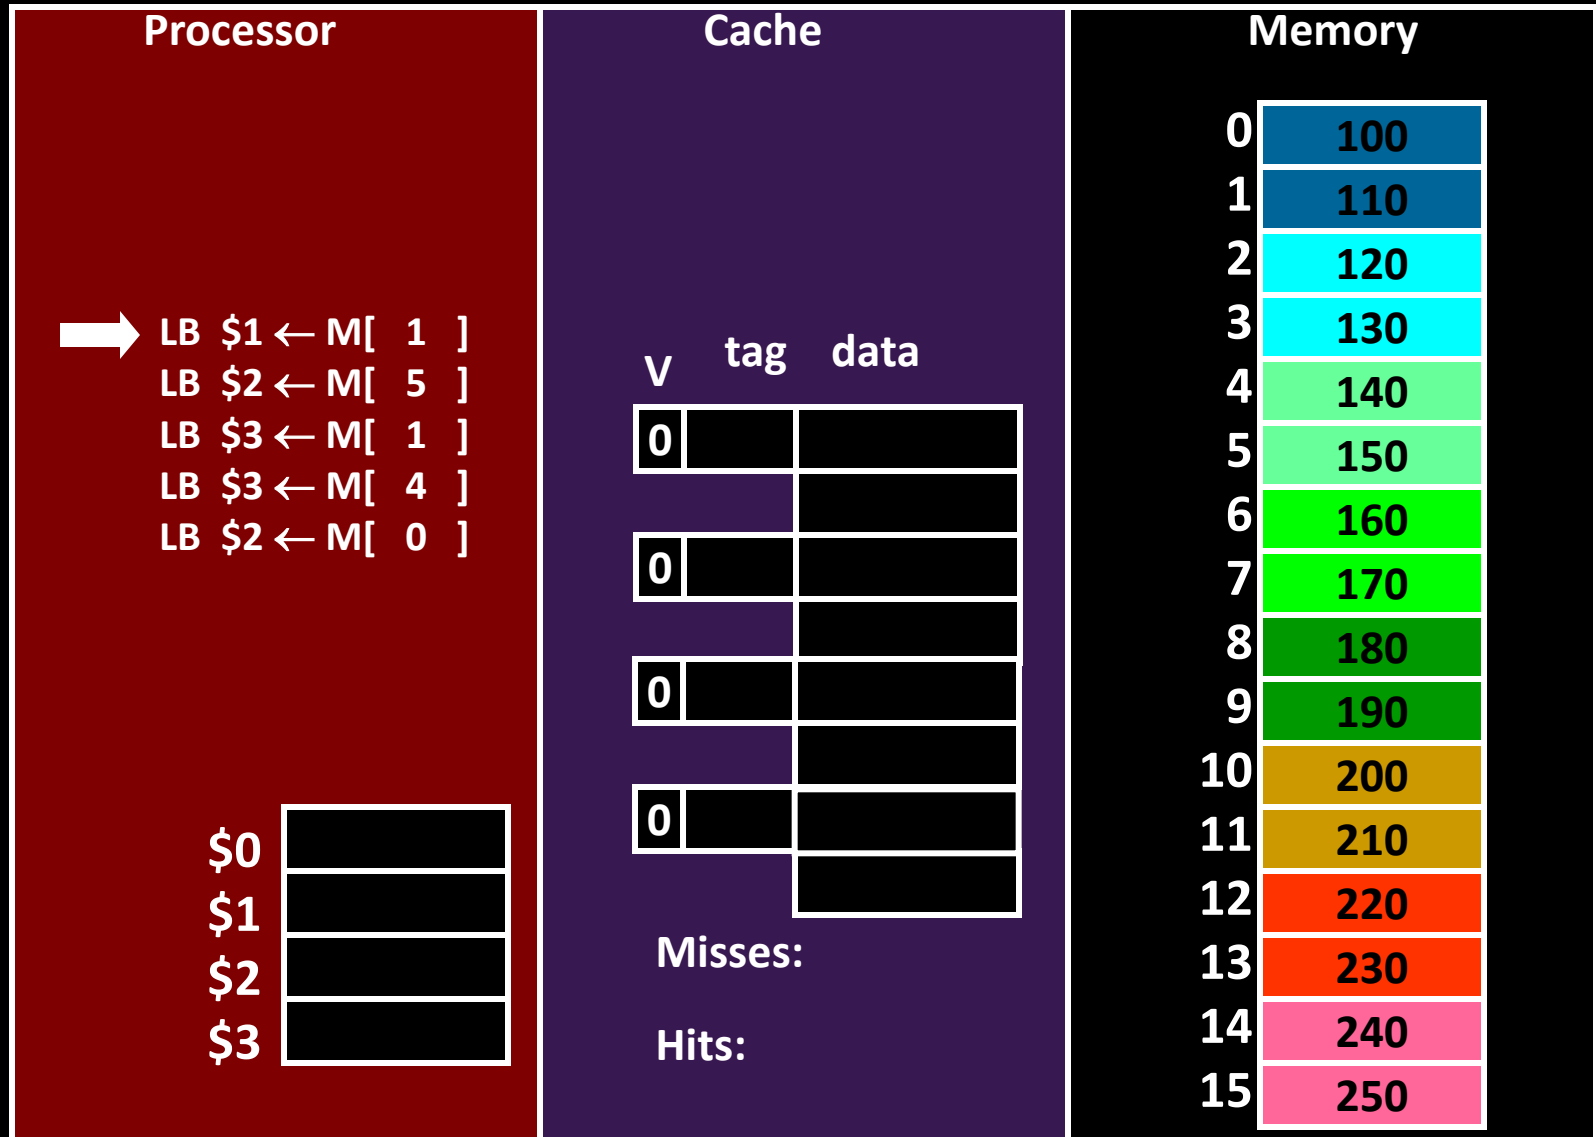 Processor
LB $1 ← M[ 1 ]
LB $2 ← M[ 5 ]
LB $3 ← M[ 1 ]
LB $3 ← M[ 4 ]
LB $2 ← M[ 0 ]
$0
$1
$2
$3
Cache
V tag data
0
0
0
0
Misses:
Hits:
Memory
0 100
1 110
2 120
3 130
4 140
5 150
6 160
7 170
8 180
9 190
10 200
11 210
12 220
13 230
14 240
15 250